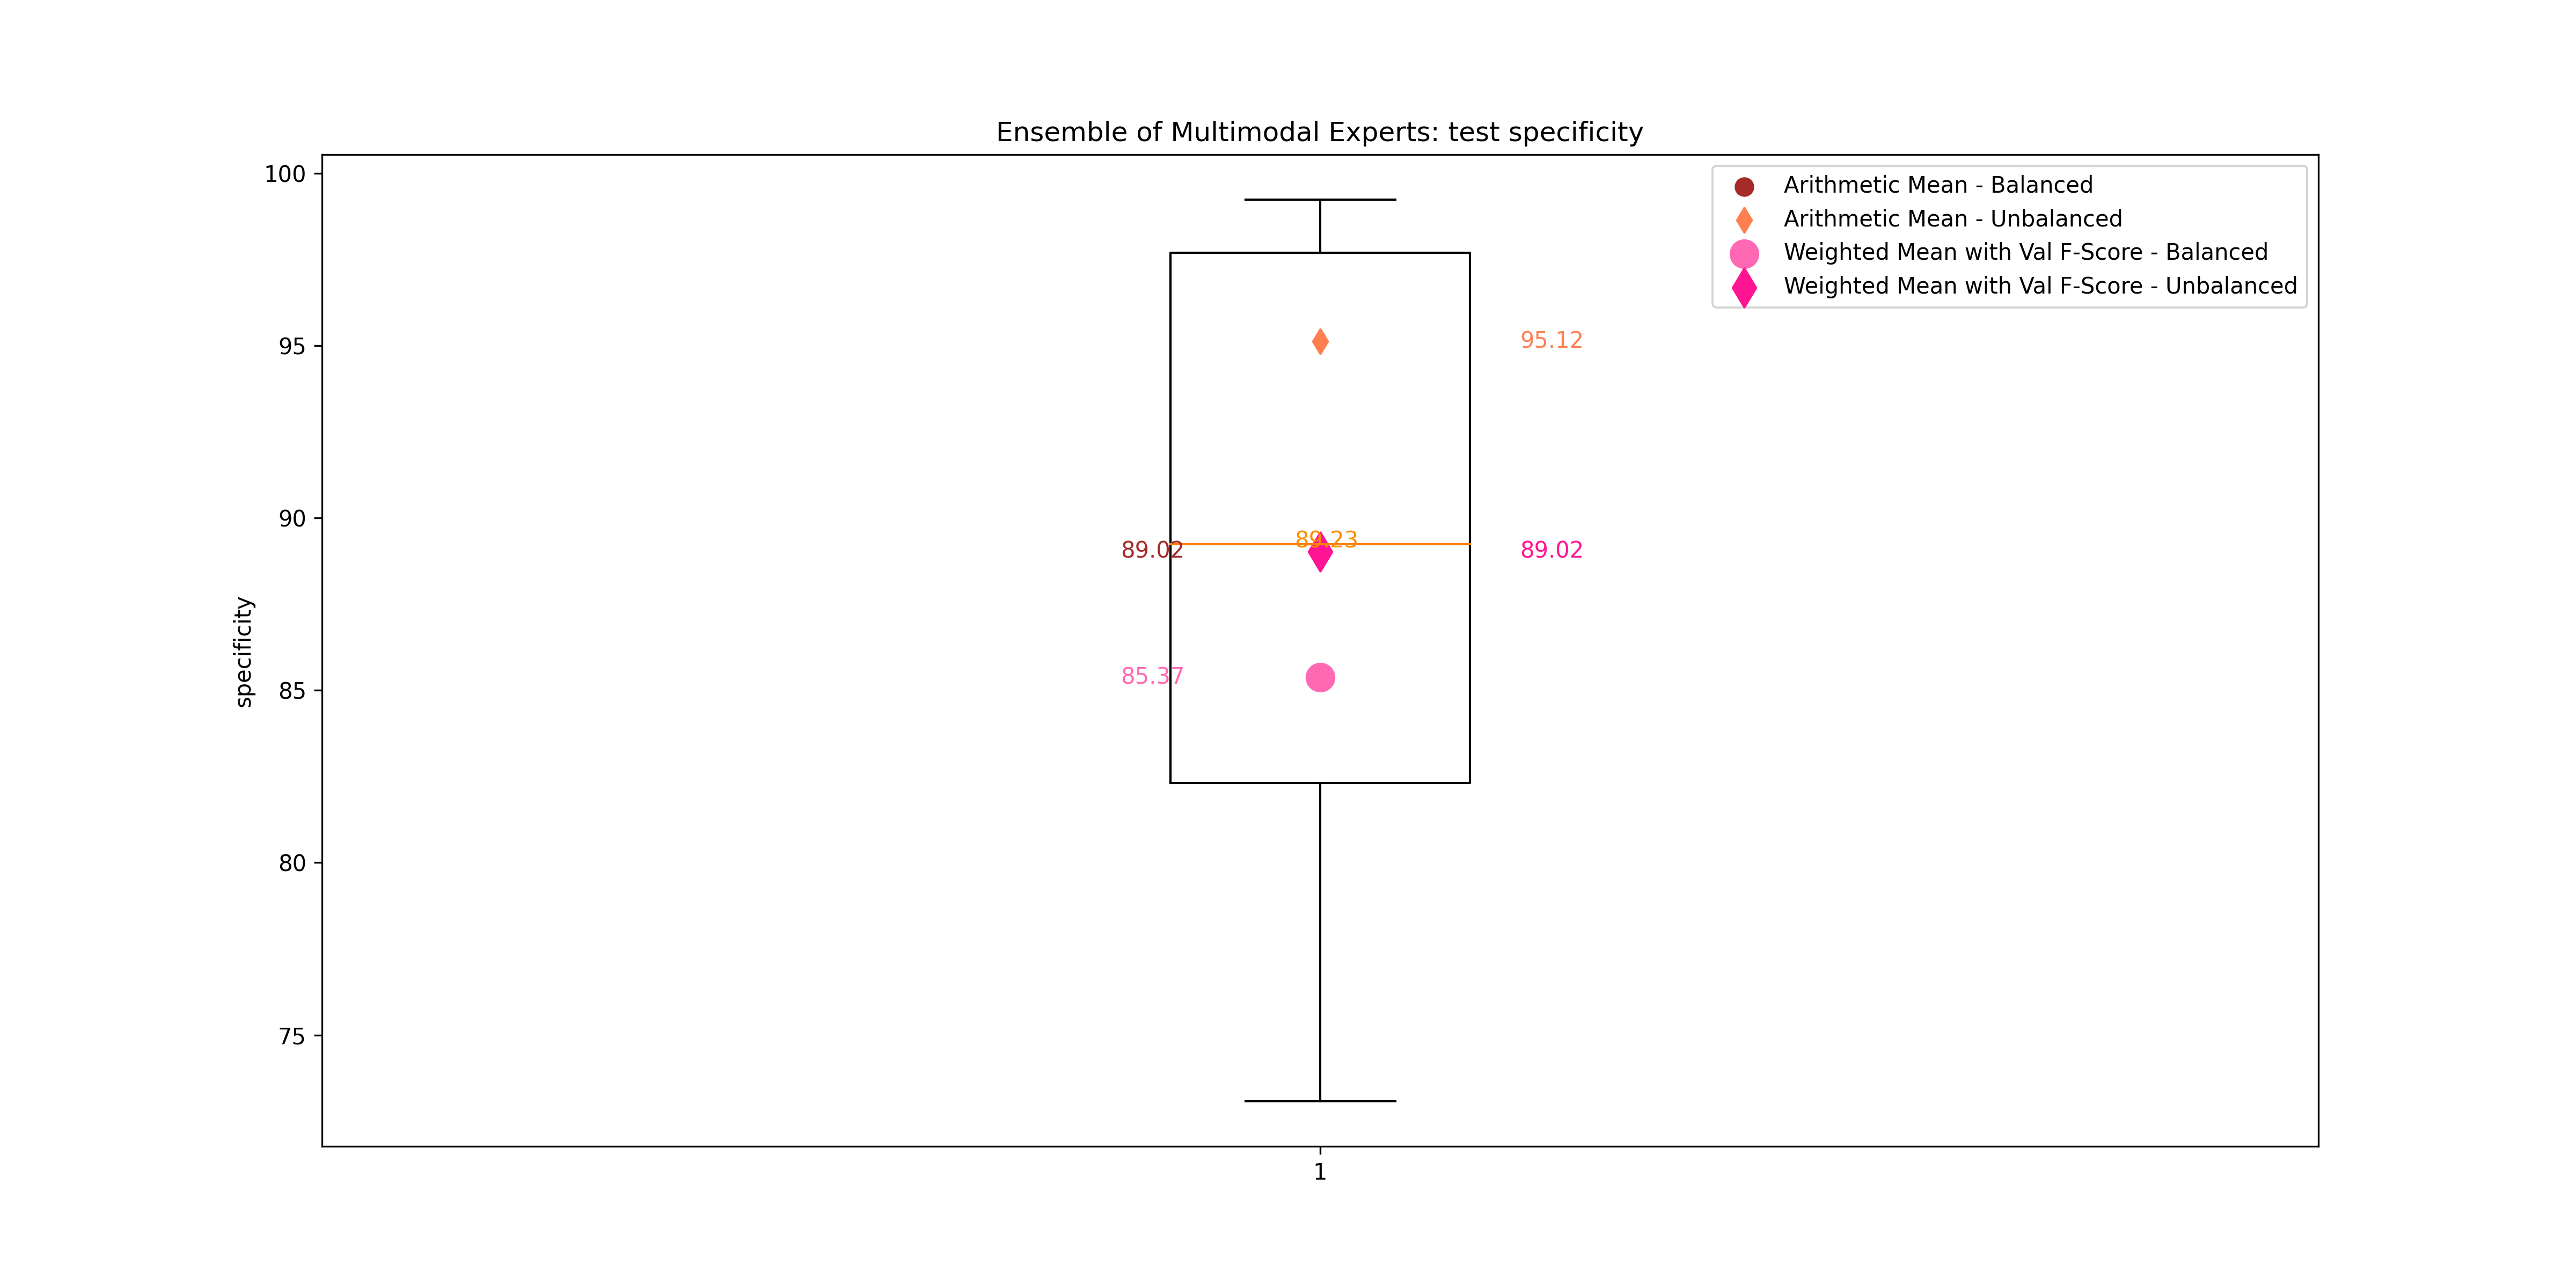 Ensemble of Multimodal Experts: test specificity
Arithmetic Mean - Balanced
Arithmetic Mean - Unbalanced
Weighted Mean with Val F-Score - Balanced
Weighted Mean with Val F-Score - Unbalanced
100
95
90
85
80
75
specificity
95.12
89.23
89.02
89.02
85.37
1